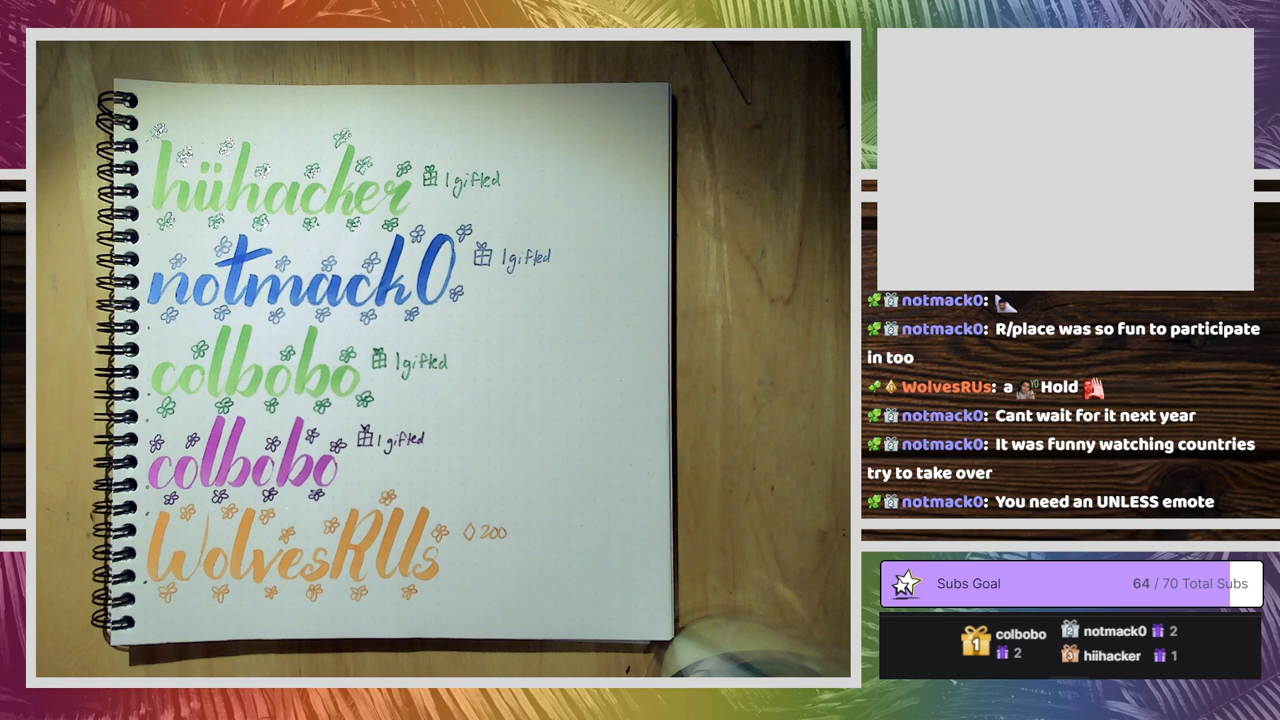 hiihacker 1 gifted
notmack0 1 gifted
colbobo 1 gifted
colbobo 1 gifted
WolvesRUs 200
notmack0:
notmack0: R/place was so fun to participate
in too
WolvesRUs: a Hold
notmack0: Cant wait for it next year
notmack0: It was funny watching countries
try to take over
notmack0: You need an UNLESS emote
Subs Goal 64 / 70 Total Subs
1 colbobo 2
2 notmack0 2
3 hiihacker 1